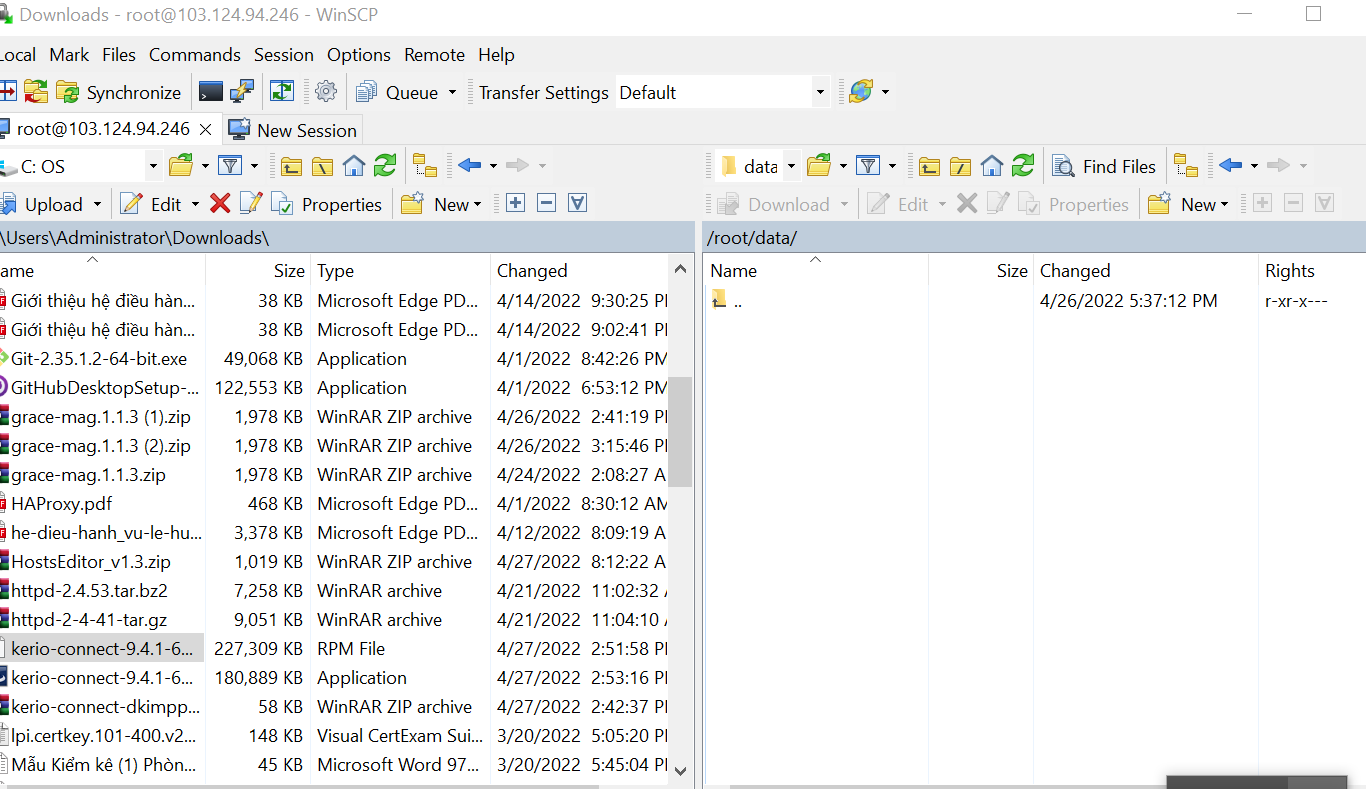 Downloads - root@103.124.94.246 - WinSCP
Local Mark Files Commands Session Options Remote Help
Synchronize Queue Transfer Settings Default
root@103.124.94.246 New Session
C: OS data Find Files
Upload Edit Properties New Download Edit Properties New
\Users\Administrator\Downloads\ /root/data/
ame Size Type Changed Name Size Changed Rights
Giới thiệu hệ điều hàn... 38 KB Microsoft Edge PD... 4/14/2022 9:30:25 P .. 4/26/2022 5:37:12 PM r-xr-x---
Giới thiệu hệ điều hàn... 38 KB Microsoft Edge PD... 4/14/2022 9:02:41 P
Git-2.35.1.2-64-bit.exe 49,068 KB Application 4/1/2022 8:42:26 PM
GitHubDesktopSetup-... 122,553 KB Application 4/1/2022 6:53:12 PM
grace-mag.1.1.3 (1).zip 1,978 KB WinRAR ZIP archive 4/26/2022 2:41:19 P
grace-mag.1.1.3 (2).zip 1,978 KB WinRAR ZIP archive 4/26/2022 3:15:46 P
grace-mag.1.1.3.zip 1,978 KB WinRAR ZIP archive 4/24/2022 2:08:27 A
HAProxy.pdf 468 KB Microsoft Edge PD... 4/1/2022 8:30:12 AM
he-dieu-hanh_vu-le-hu... 3,378 KB Microsoft Edge PD... 4/12/2022 8:09:19 A
HostsEditor_v1.3.zip 1,019 KB WinRAR ZIP archive 4/27/2022 8:12:22 A
httpd-2.4.53.tar.bz2 7,258 KB WinRAR archive 4/21/2022 11:02:32
httpd-2-4-41-tar.gz 9,051 KB WinRAR archive 4/21/2022 11:04:10
kerio-connect-9.4.1-6... 227,309 KB RPM File 4/27/2022 2:51:58 P
kerio-connect-9.4.1-6... 180,889 KB Application 4/27/2022 2:53:16 P
kerio-connect-dkimpp... 58 KB WinRAR ZIP archive 4/27/2022 2:42:37 P
lpi.certkey.101-400.v2... 148 KB Visual CertExam Sui... 3/20/2022 5:05:20 P
Mẫu Kiểm kê (1) Phòn... 45 KB Microsoft Word 97... 3/20/2022 5:45:04 P